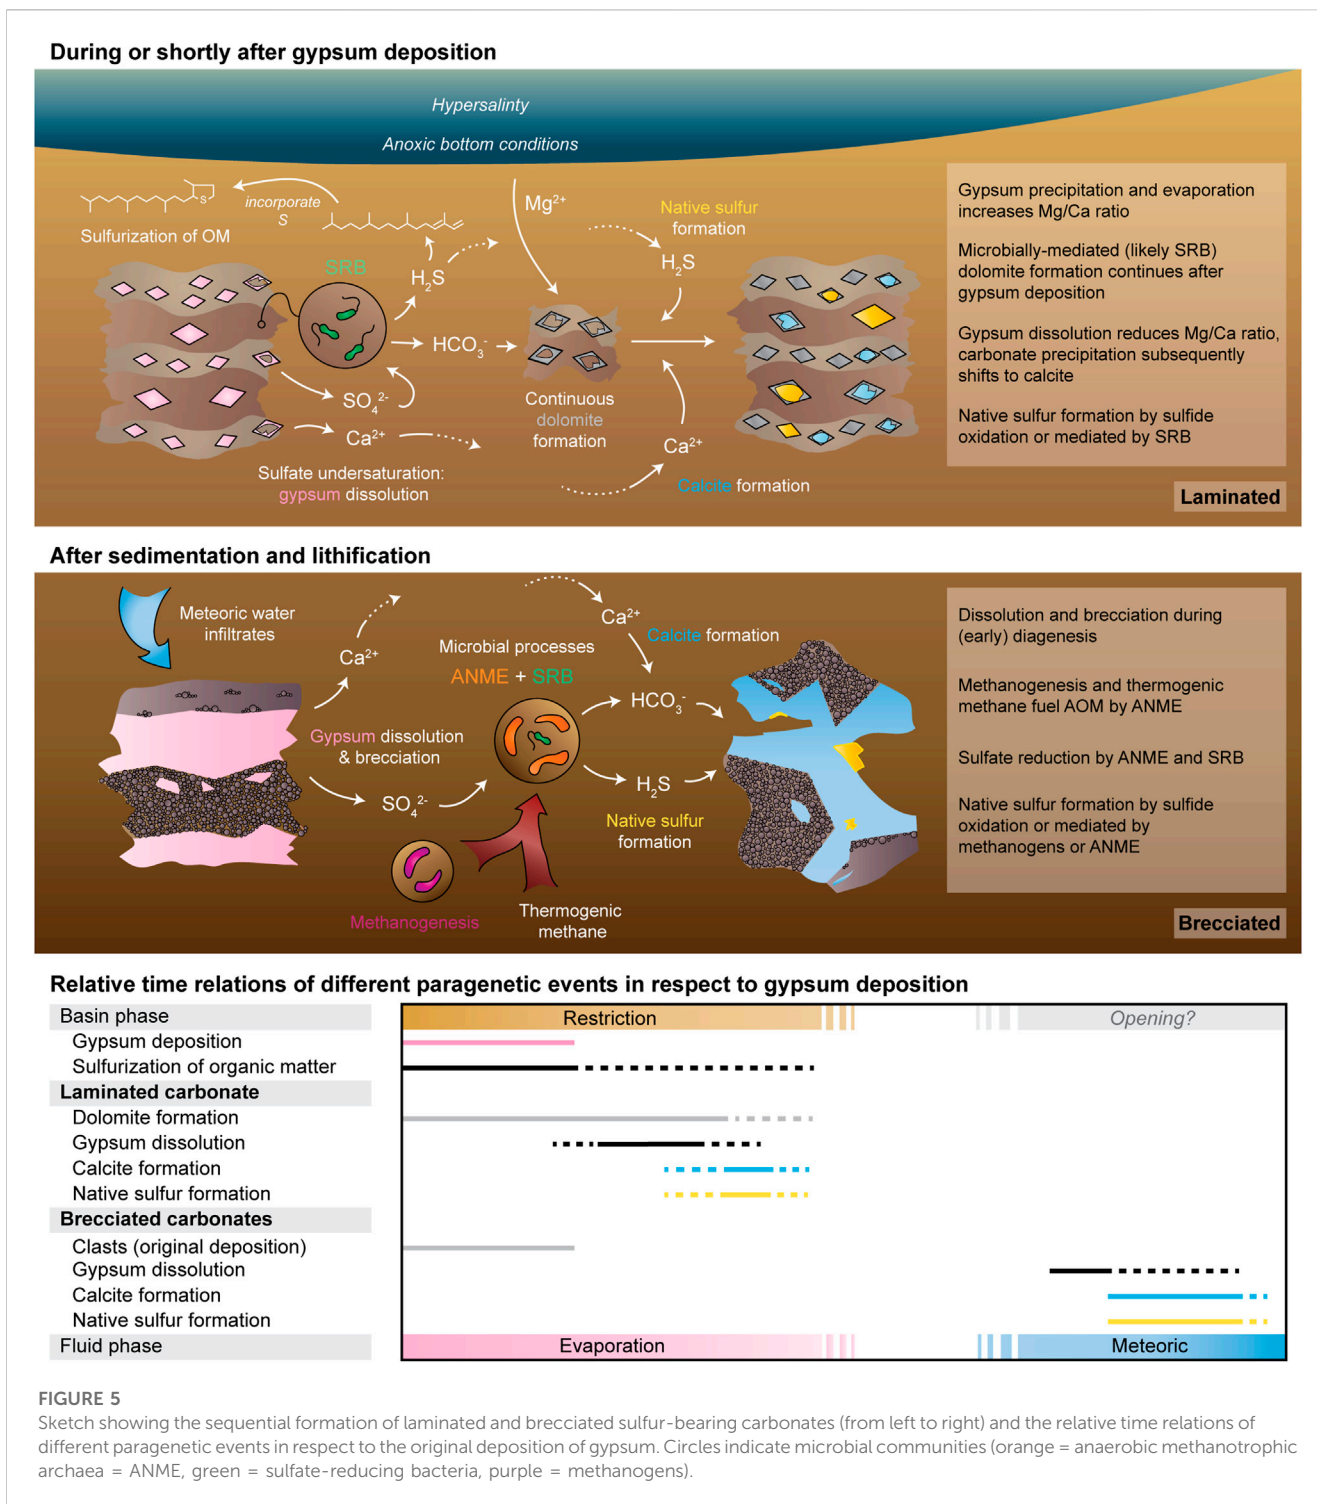 During or shortly after gypsum deposition
Hypersalinty
Anoxic bottom conditions
S
incorporate
S
Sulfurization of OM
SRB
H2S
Mg2+
Native sulfur
formation
H2S
HCO3-
SO42-
Ca2+
Sulfate undersaturation:
gypsum dissolution
Continuous
dolomite
formation
Ca2+
Calcite formation
Gypsum precipitation and evaporation
increases Mg/Ca ratio
Microbially-mediated (likely SRB)
dolomite formation continues after
gypsum deposition
Gypsum dissolution reduces Mg/Ca ratio,
carbonate precipitation subsequently
shifts to calcite
Native sulfur formation by sulfide
oxidation or mediated by SRB
Laminated
After sedimentation and lithification
Meteoric water
infiltrates
Ca2+
Gypsum dissolution
& brecciation
SO42-
Microbial processes
ANME + SRB
Methanogenesis
Thermogenic
methane
Ca2+
Calcite formation
HCO3-
H2S
Native sulfur
formation
Dissolution and brecciation during
(early) diagenesis
Methanogenesis and thermogenic
methane fuel AOM by ANME
Sulfate reduction by ANME and SRB
Native sulfur formation by sulfide
oxidation or mediated by
methanogens or ANME
Brecciated
Relative time relations of different paragenetic events in respect to gypsum deposition
Basin phase
Restriction
Opening?
Gypsum deposition
Sulfurization of organic matter
Laminated carbonate
Dolomite formation
Gypsum dissolution
Calcite formation
Native sulfur formation
Brecciated carbonates
Clasts (original deposition)
Gypsum dissolution
Calcite formation
Native sulfur formation
Fluid phase
Evaporation
Meteoric
FIGURE 5
Sketch showing the sequential formation of laminated and brecciated sulfur-bearing carbonates (from left to right) and the relative time relations of
different paragenetic events in respect to the original deposition of gypsum. Circles indicate microbial communities (orange = anaerobic methanotrophic
archaea = ANME, green = sulfate-reducing bacteria, purple = methanogens).